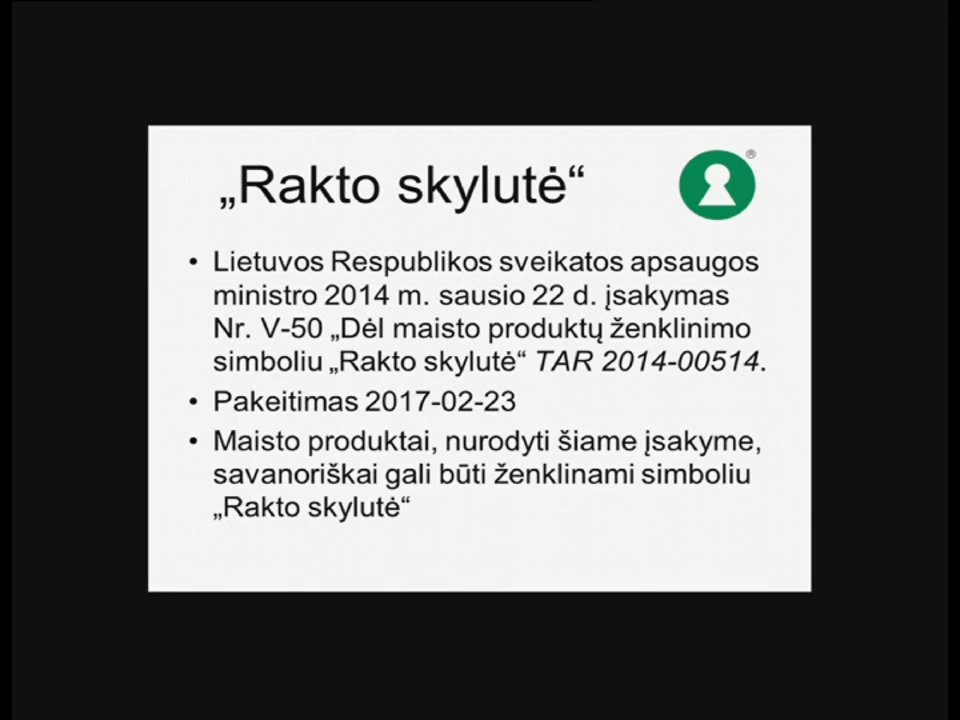 „Rakto skylutė“
®
• Lietuvos Respublikos sveikatos apsaugos
ministro 2014 m. sausio 22 d. įsakymas
Nr. V-50 „Dėl maisto produktų ženklinimo
simboliu „Rakto skylutė“ TAR 2014-00514.
• Pakeitimas 2017-02-23
• Maisto produktai, nurodyti šiame įsakyme,
savanoriškai gali būti ženklinami simboliu
„Rakto skylutė“